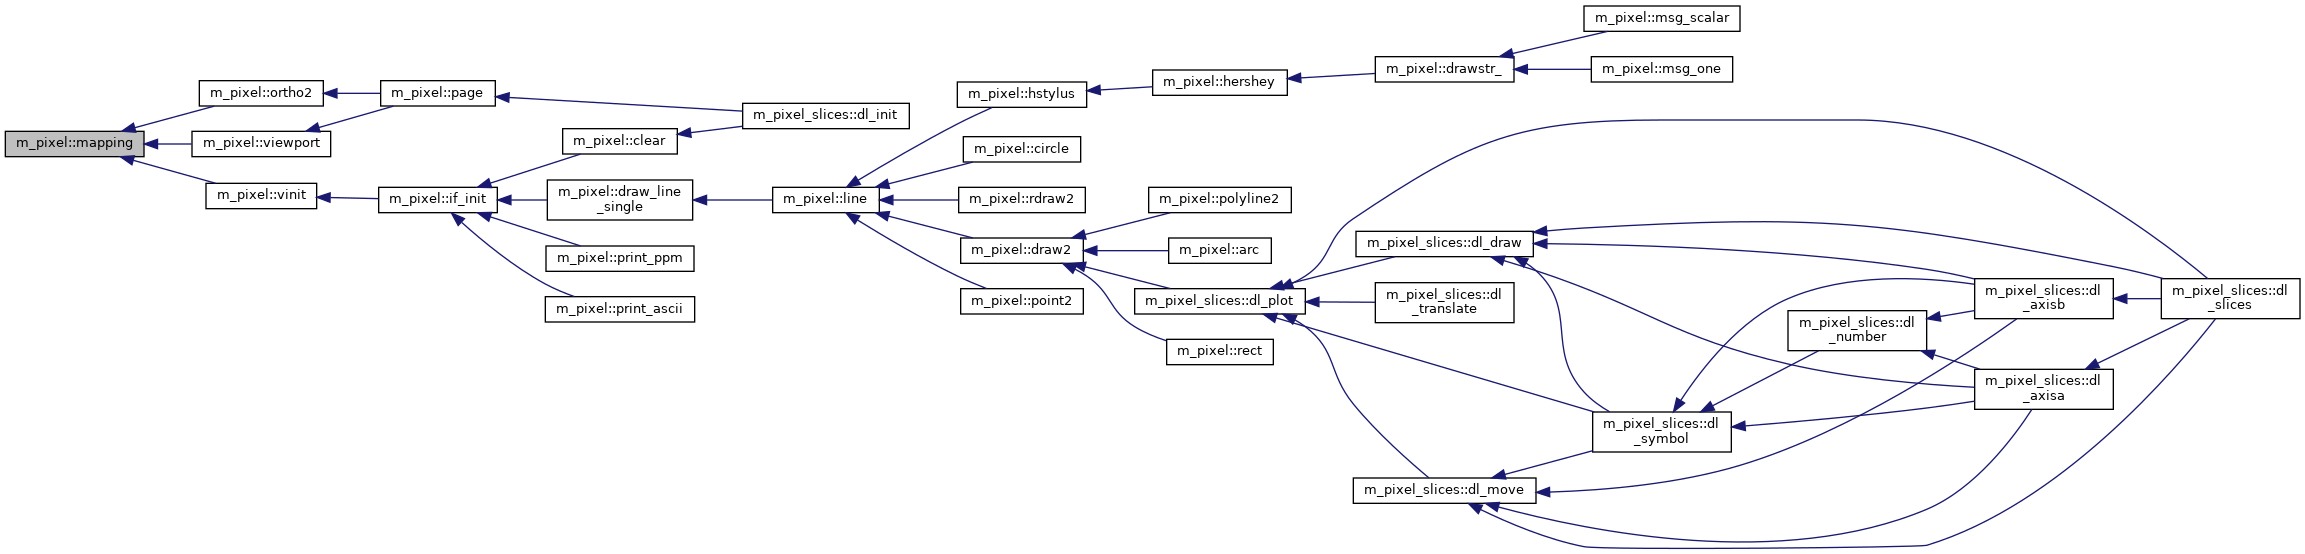 m_pixel::mapping
m_pixel::ortho2
m_pixel::viewport
m_pixel::vinit
m_pixel::page
m_pixel::if_init
m_pixel::clear
m_pixel::draw_line
_single
m_pixel::print_ppm
m_pixel::print_ascii
m_pixel_slices::dl_init
m_pixel::line
m_pixel::hstylus
m_pixel::circle
m_pixel::rdraw2
m_pixel::draw2
m_pixel::point2
m_pixel::hershey
m_pixel::polyline2
m_pixel::arc
m_pixel_slices::dl_plot
m_pixel::rect
m_pixel::drawstr_
m_pixel_slices::dl_draw
m_pixel_slices::dl
_translate
m_pixel_slices::dl_move
m_pixel::msg_scalar
m_pixel::msg_one
m_pixel_slices::dl
_symbol
m_pixel_slices::dl
_number
m_pixel_slices::dl
_axisb
m_pixel_slices::dl
_axisa
m_pixel_slices::dl
_slices